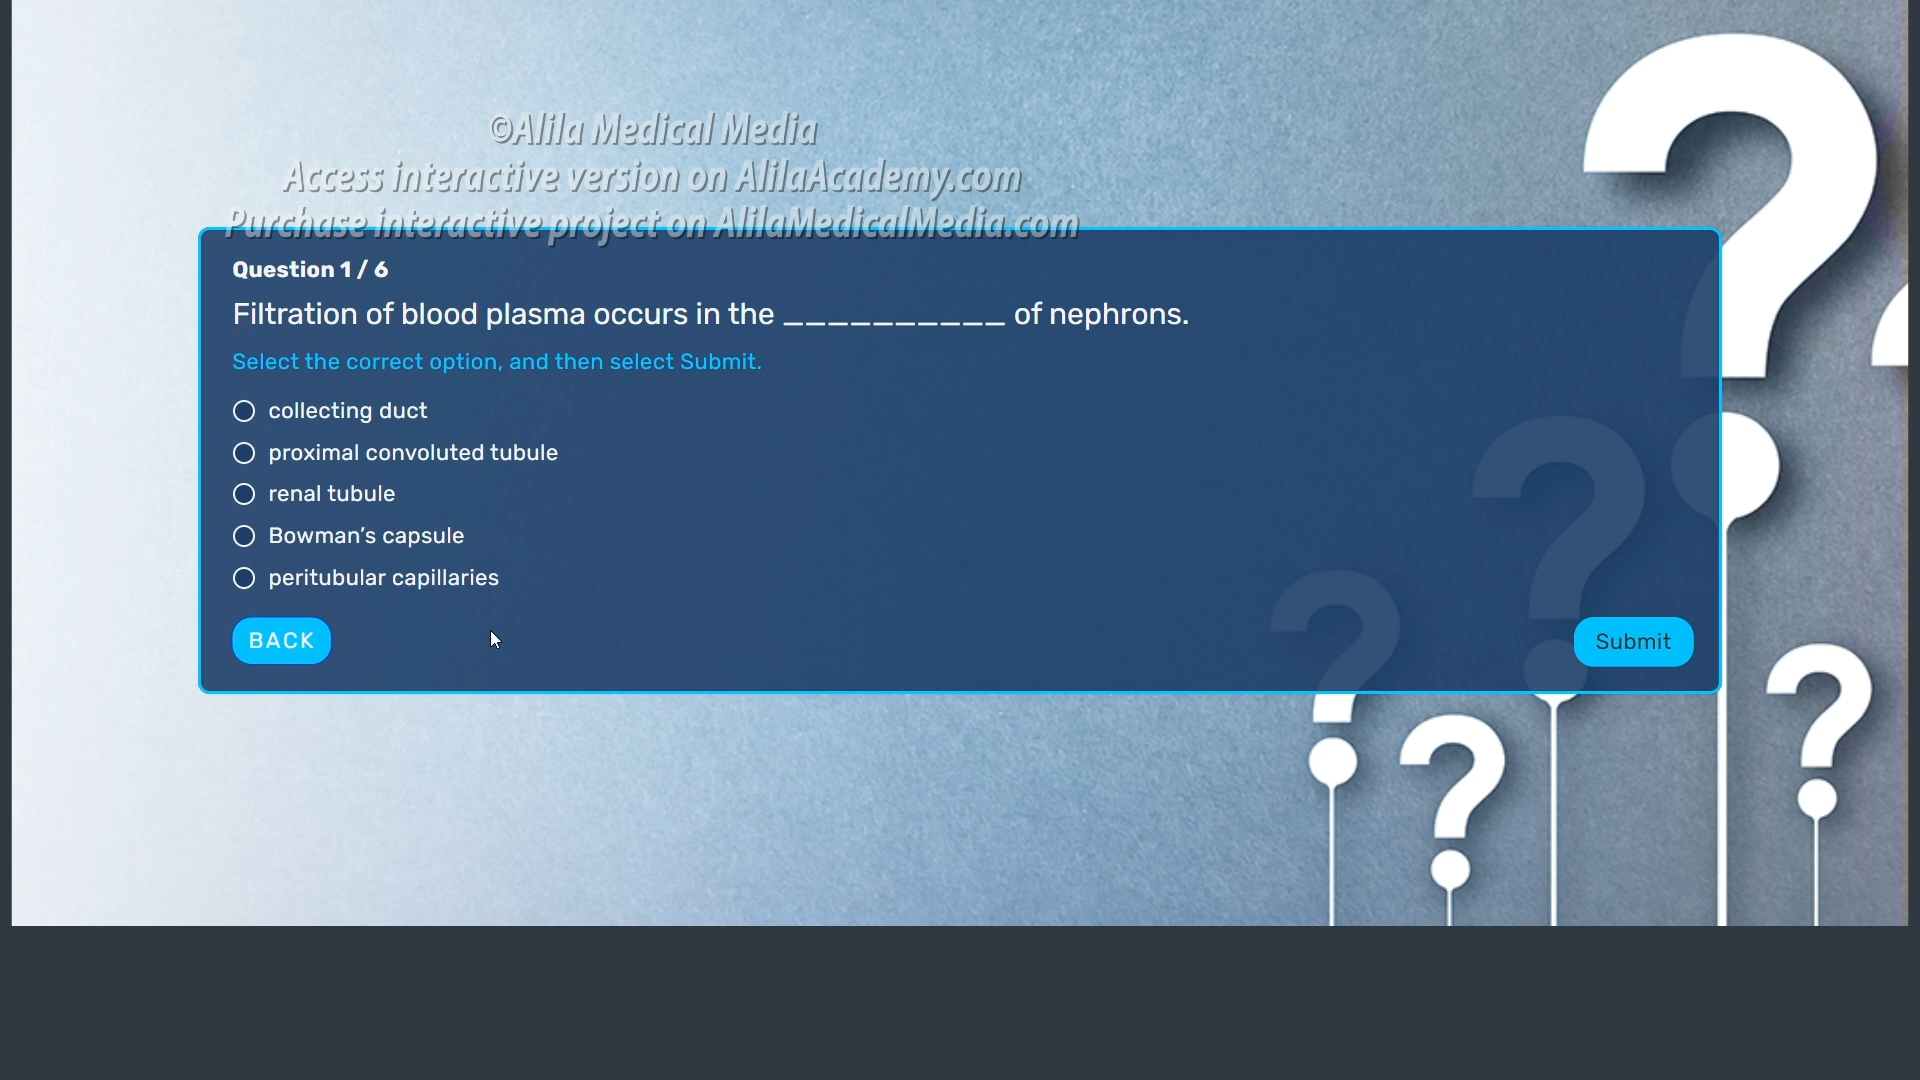 ©Alila Medical Media
Access interactive version on AlilaAcademy.com
Purchase interactive project on AlilaMedicalMedia.com
Question 1 / 6
Filtration of blood plasma occurs in the __________ of nephrons.
Select the correct option, and then select Submit.
collecting duct
proximal convoluted tubule
renal tubule
Bowman’s capsule
peritubular capillaries
BACK
Submit